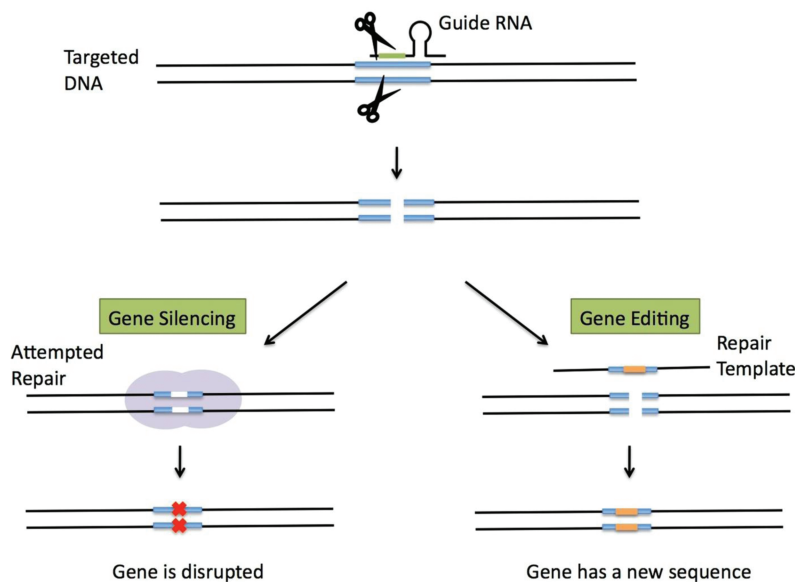 Guide RNA
Targeted
DNA
Gene Silencing
Gene Editing
Attempted
Repair
Repair
Template
Gene is disrupted
Gene has a new sequence